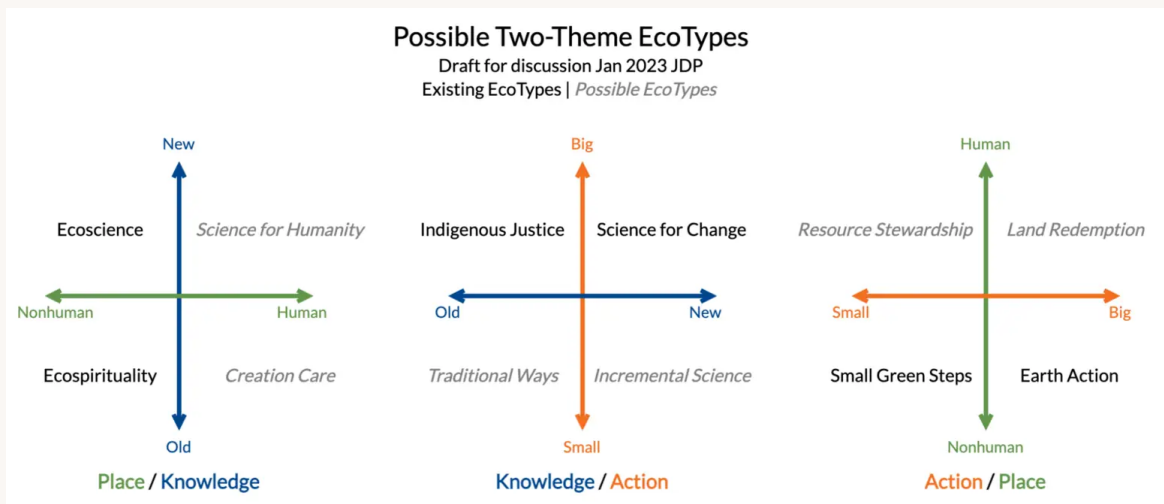 Possible Two-Theme EcoTypes
Draft for discussion Jan 2023 JDP
Existing EcoTypes | Possible EcoTypes
New
Ecoscience
Science for Humanity
Nonhuman
Human
Ecospirituality
Creation Care
Old
Place / Knowledge
Big
Indigenous Justice
Science for Change
Old
New
Traditional Ways
Incremental Science
Small
Knowledge / Action
Human
Resource Stewardship
Land Redemption
Small
Big
Small Green Steps
Earth Action
Nonhuman
Action / Place